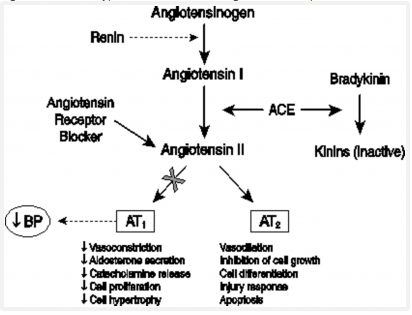 Angiotensinogen
Renin
Angiotensin I
Bradykinin
Angiotensin
Receptor
Blocker
ACE
Angiotensin II
Kinins (Inactive)
↓BP
AT1
AT2
↓ Vasoconstriction
↓ Aldosterone secretion
↓ Catecholamine release
↓ Cell proliferation
↓ Cell hypertrophy
Vasodilation
Inhibition of cell growth
Cell differentiation
Injury response
Apoptosis